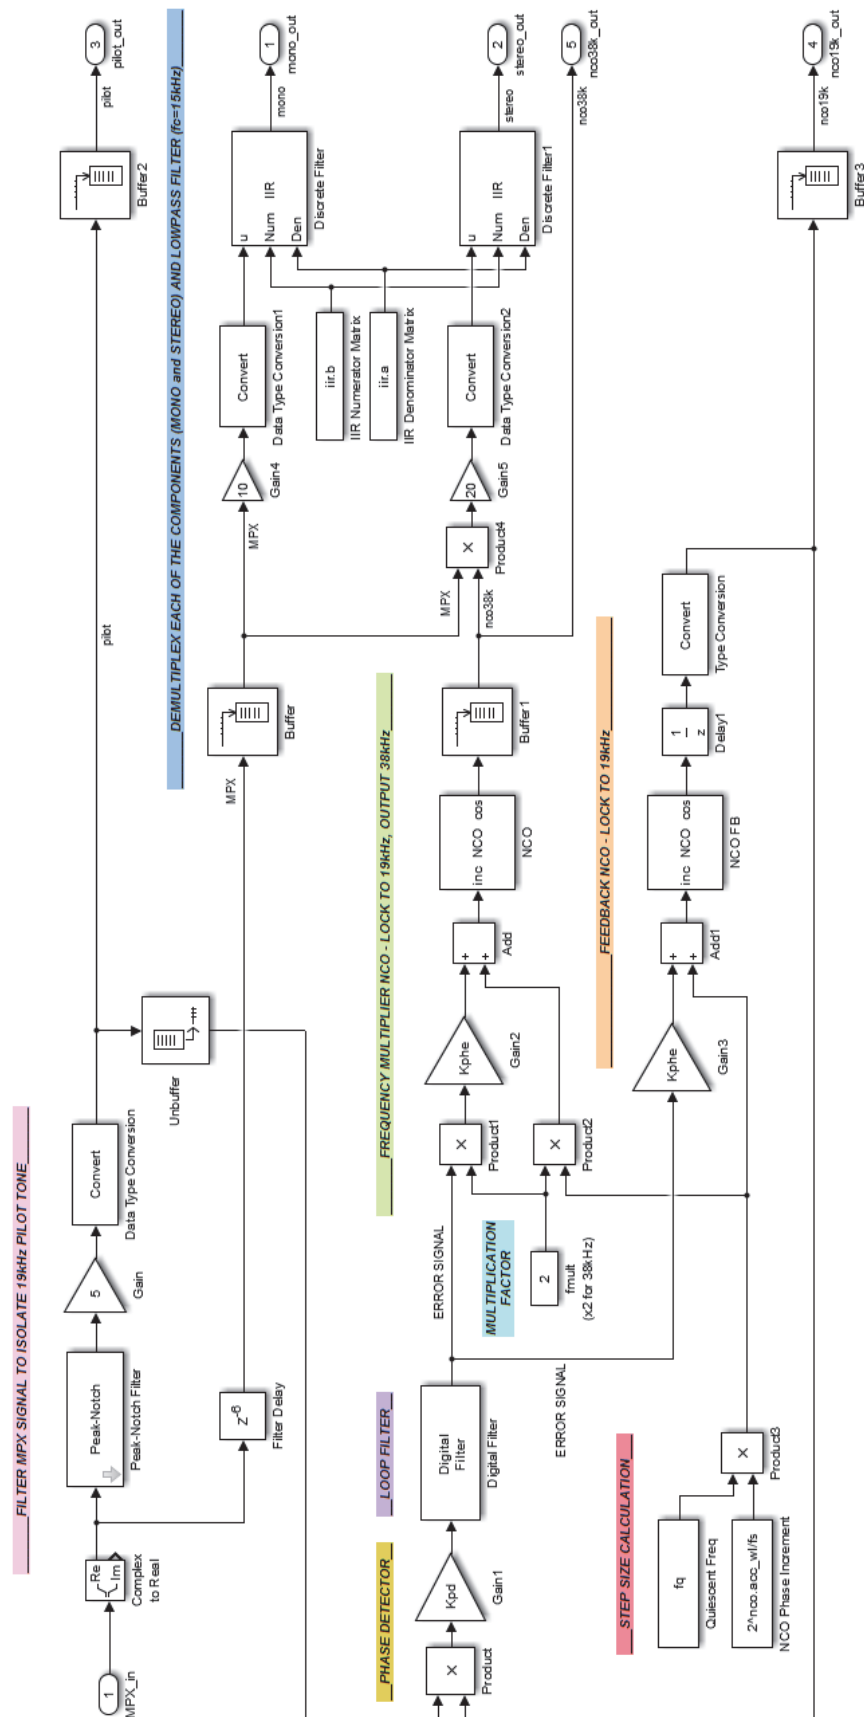 FILTER MPX SIGNAL TO ISOLATE 19kHz PILOT TONE
1
MPX_in
Re
Im
Complex
to Real
Peak-Notch
Peak-Notch Filter
5
Gain
Convert
Data Type Conversion
Unbuffer
pilot
Buffer2
pilot
3
pilot_out
Z-6
Filter Delay
MPX
Buffer
DEMULTIPLEX EACH OF THE COMPONENTS (MONO and STEREO) AND LOWPASS FILTER (fc=15kHz)
MPX
10
Gain4
Convert
Data Type Conversion1
u
Num
Den
IIR
Discrete Filter
mono
1
mono_out
iir.b
IIR Numerator Matrix
iir.a
IIR Denominator Matrix
MPX
nco38k
×
Product4
20
Gain5
Convert
Data Type Conversion2
u
Num
Den
IIR
Discrete Filter1
stereo
2
stereo_out
nco38k
5
nco38k_out
PHASE DETECTOR
×
Product
Kpd
Gain1
LOOP FILTER
Digital
Filter
Digital Filter
ERROR SIGNAL
ERROR SIGNAL
MULTIPLICATION
FACTOR
2
fmult
(x2 for 38kHz)
FREQUENCY MULTIPLIER NCO - LOCK TO 19kHz, OUTPUT 38kHz
×
Product1
×
Product2
Kphe
Gain2
+
+
Add
inc NCO cos
NCO
Buffer1
STEP SIZE CALCULATION
fq
Quiescent Freq
2^nco.acc_wl/fs
NCO Phase Increment
×
Product3
FEEDBACK NCO - LOCK TO 19kHz
Kphe
Gain3
+
+
Add1
inc NCO cos
NCO FB
1
z
Delay1
Convert
Type Conversion
Buffer3
nco19k
4
nco19k_out